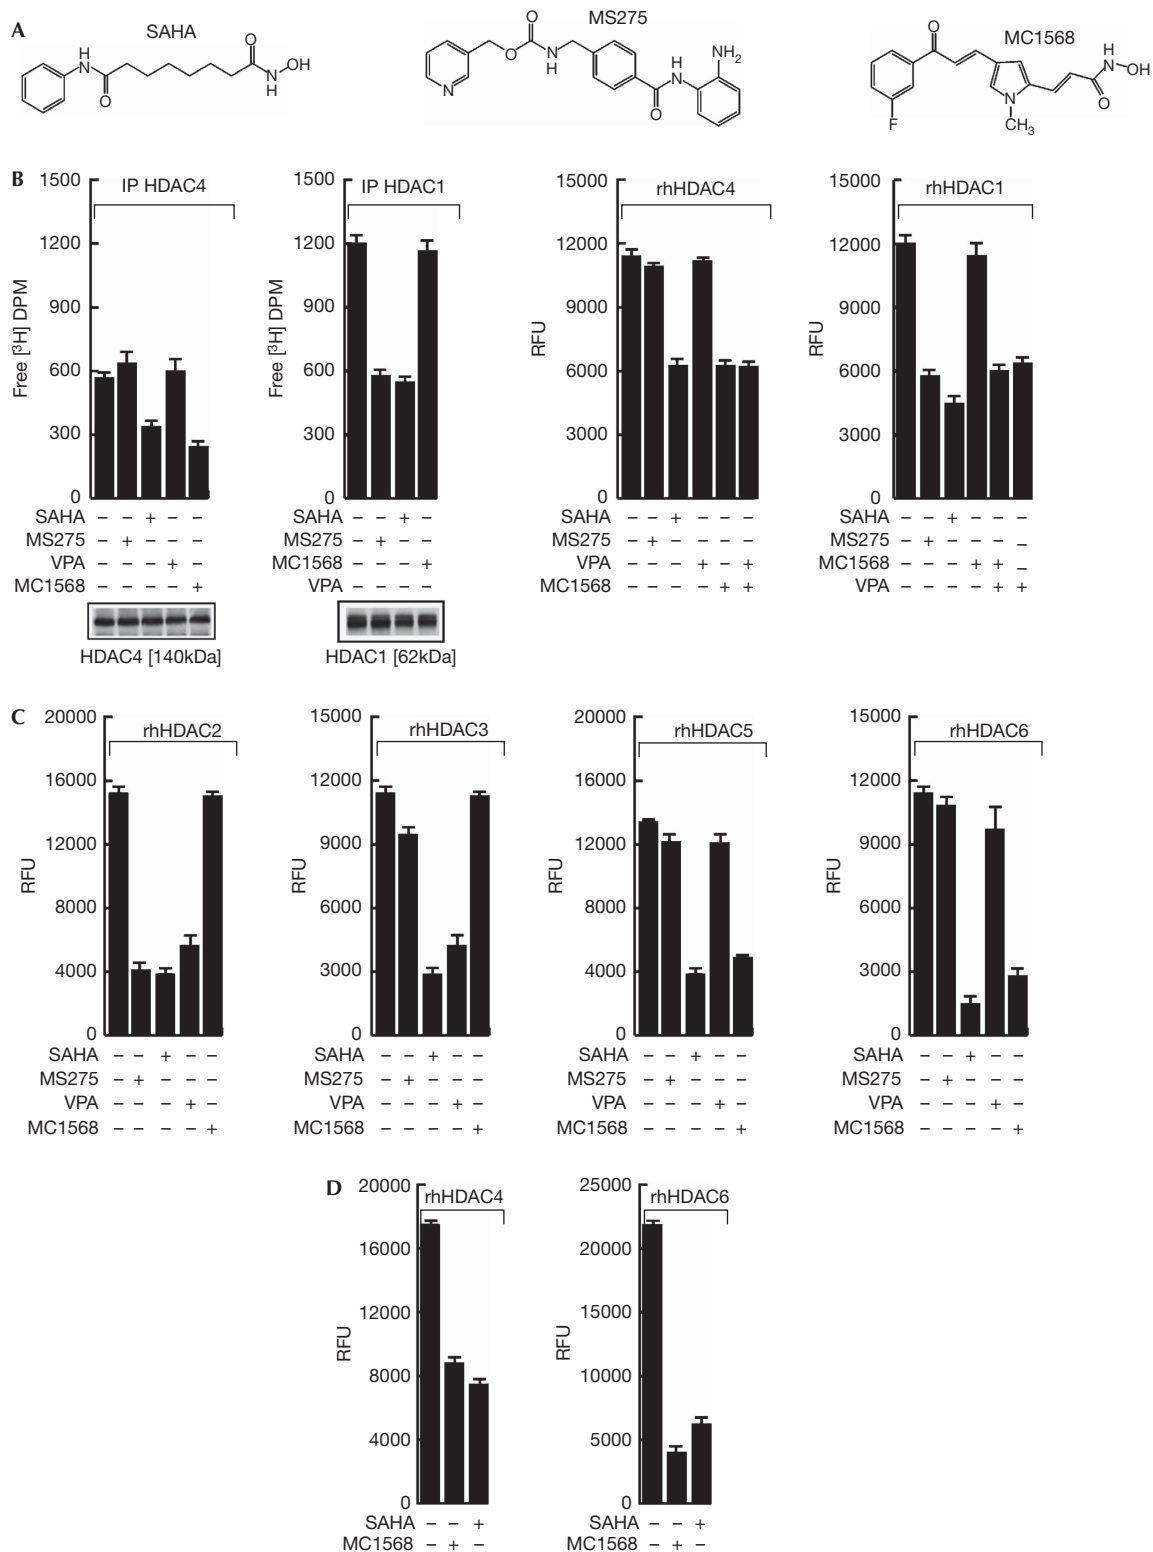 A
SAHA
MS275
MC1568
H
N
O
O
N
H
OH
N
O
O
N
H
O
H
N
NH2
O
F
N
CH3
O
H
N
OH
B
IP HDAC4
1500
1200
900
600
300
0
Free [3H] DPM
SAHA – – + – –
MS275 – + – – –
VPA – – – + –
MC1568 – – – – +
HDAC4 [140kDa]
IP HDAC1
1500
1200
900
600
300
0
Free [3H] DPM
SAHA – – + –
MS275 – + – –
MC1568 – – – +
VPA – – – –
HDAC1 [62kDa]
rhHDAC4
15000
12000
9000
6000
3000
0
RFU
SAHA – – + – – –
MS275 – + – – – –
VPA – – – + – +
MC1568 – – – – + +
rhHDAC1
15000
12000
9000
6000
3000
0
RFU
SAHA – – + – – –
MS275 – + – – – –
MC1568 – – – + + –
VPA – – – – + +
C
rhHDAC2
20000
16000
12000
8000
4000
0
RFU
SAHA – – + – –
MS275 – + – – –
VPA – – – + –
MC1568 – – – – +
rhHDAC3
15000
12000
9000
6000
3000
0
RFU
SAHA – – + – –
MS275 – + – – –
VPA – – – + –
MC1568 – – – – +
rhHDAC5
20000
16000
12000
8000
4000
0
RFU
SAHA – – + – –
MS275 – + – – –
VPA – – – + –
MC1568 – – – – +
rhHDAC6
15000
12000
9000
6000
3000
0
RFU
SAHA – – + – –
MS275 – + – – –
VPA – – – + –
MC1568 – – – – +
D
rhHDAC4
20000
16000
12000
8000
4000
0
RFU
SAHA – – +
MC1568 – + –
rhHDAC6
25000
20000
15000
10000
5000
0
RFU
SAHA – – +
MC1568 – + –